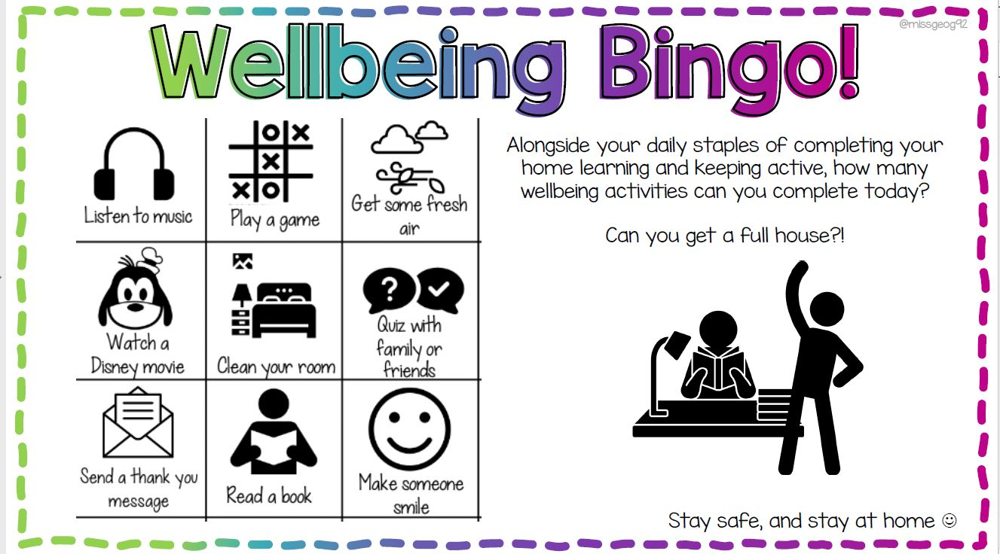 @missgeog92
Wellbeing Bingo!
Listen to music
Play a game
Get some fresh
air
Watch a
Disney movie
Clean your room
?
Quiz with
family or
friends
Send a thank you
message
Read a book
Make someone
smile
Alongside your daily staples of completing your
home learning and keeping active, how many
wellbeing activities can you complete today?
Can you get a full house?!
Stay safe, and stay at home ☺